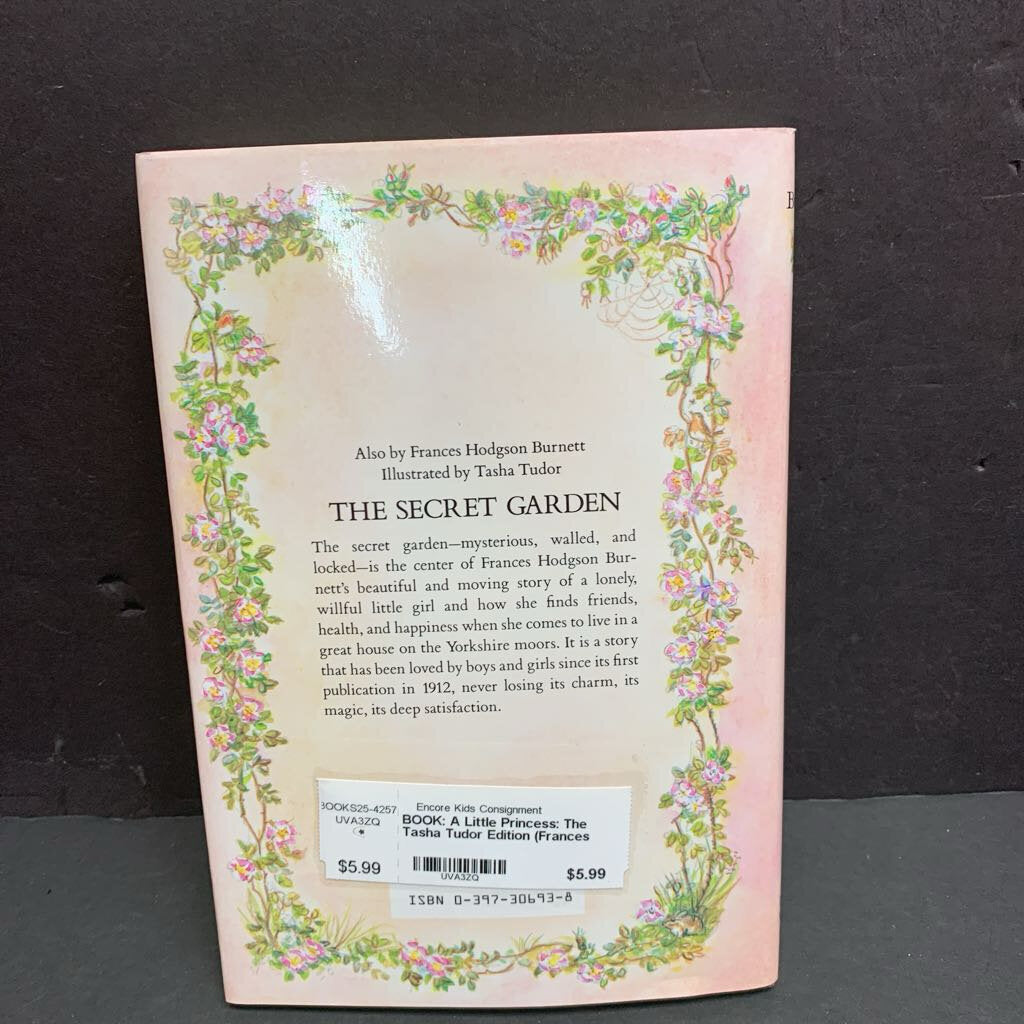 Also by Frances Hodgson Burnett
Illustrated by Tasha Tudor
THE SECRET GARDEN
The secret garden—mysterious, walled, and
locked—is the center of Frances Hodgson Bur-
nett's beautiful and moving story of a lonely,
willful little girl and how she finds friends,
health, and happiness when she comes to live in a
great house on the Yorkshire moors. It is a story
that has been loved by boys and girls since its first
publication in 1912, never losing its charm, its
magic, its deep satisfaction.
BOOKS25-4257
UVA3ZQ
$5.99
Encore Kids Consignment
BOOK: A Little Princess: The
Tasha Tudor Edition (Frances
UVA3ZQ
$5.99
ISBN 0-397-30693-8